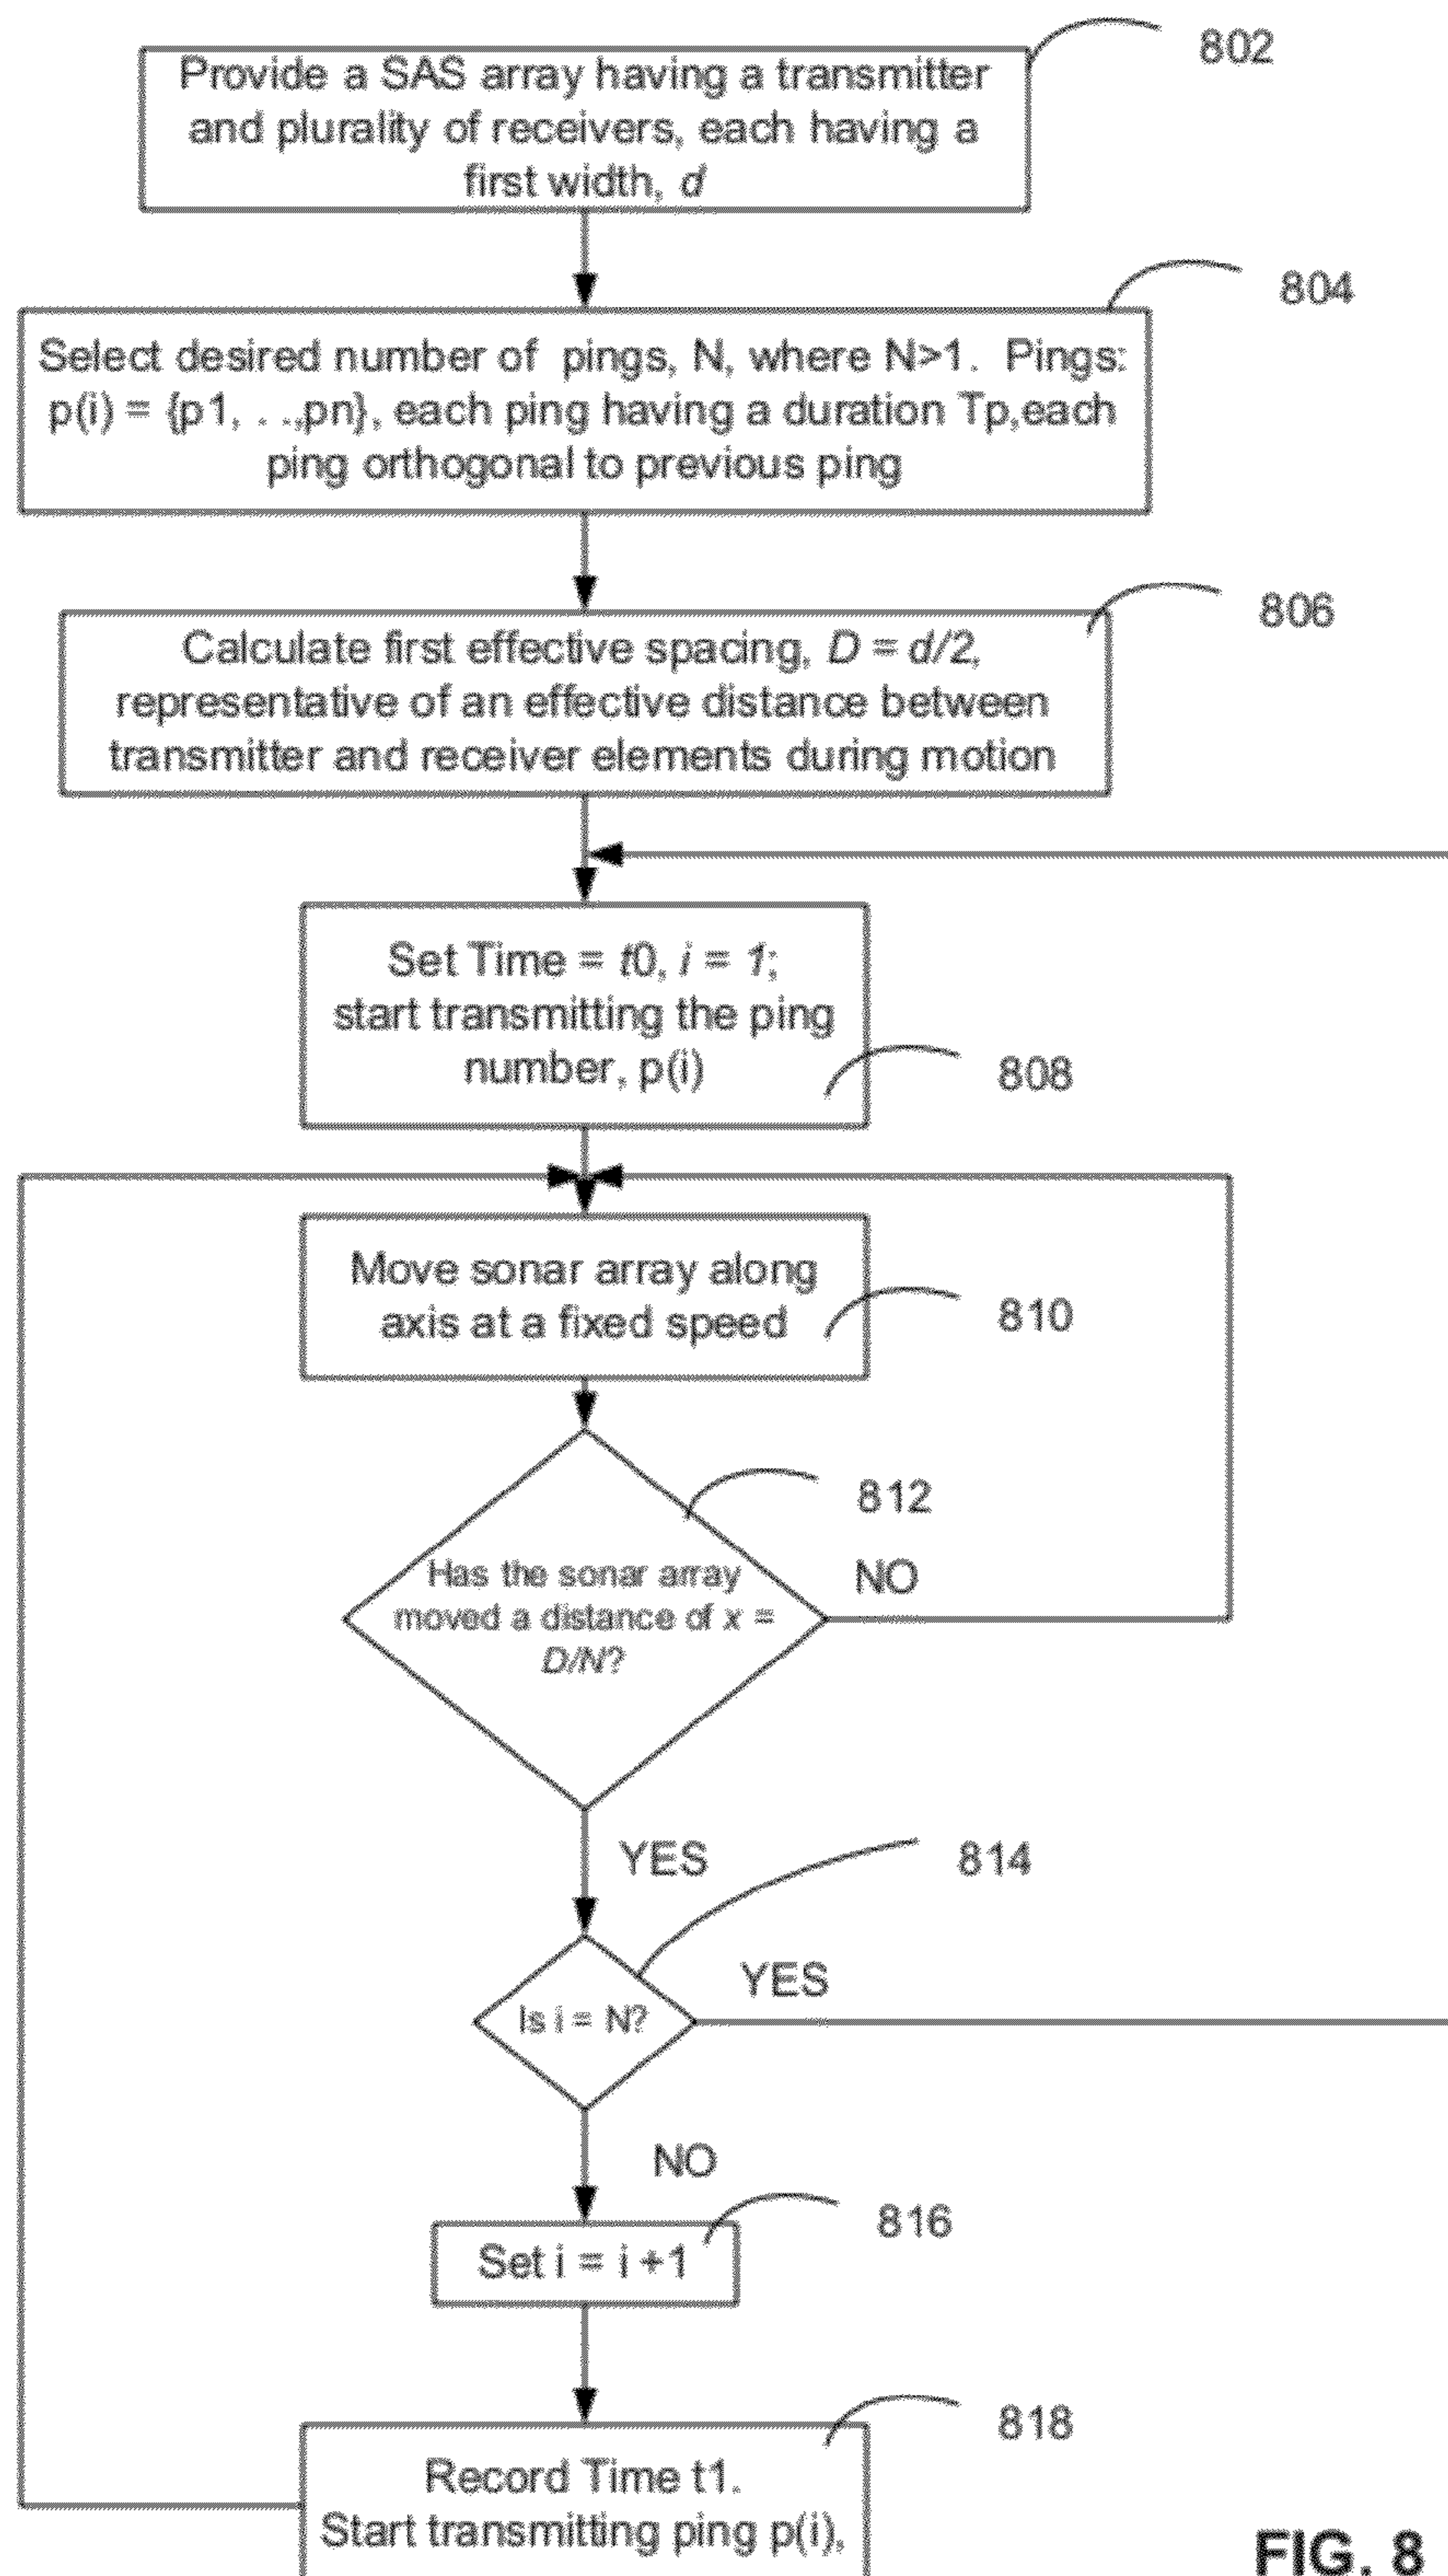 802
Provide a SAS array having a transmitter
and plurality of receivers, each having a
first width, d
804
Select desired number of pings, N, where N>1. Pings:
p(i) = {p1, . .,pn}, each ping having a duration Tp,each
ping orthogonal to previous ping
806
Calculate first effective spacing, D = d/2,
representative of an effective distance between
transmitter and receiver elements during motion
Set Time = t0, i = 1;
start transmitting the ping
number, p(i)
808
Move sonar array along
axis at a fixed speed
810
812
Has the sonar array
moved a distance of x =
D/N?
NO
YES
814
Is i = N?
YES
NO
816
Set i = i +1
818
Record Time t1.
Start transmitting ping p(i),
FIG. 8